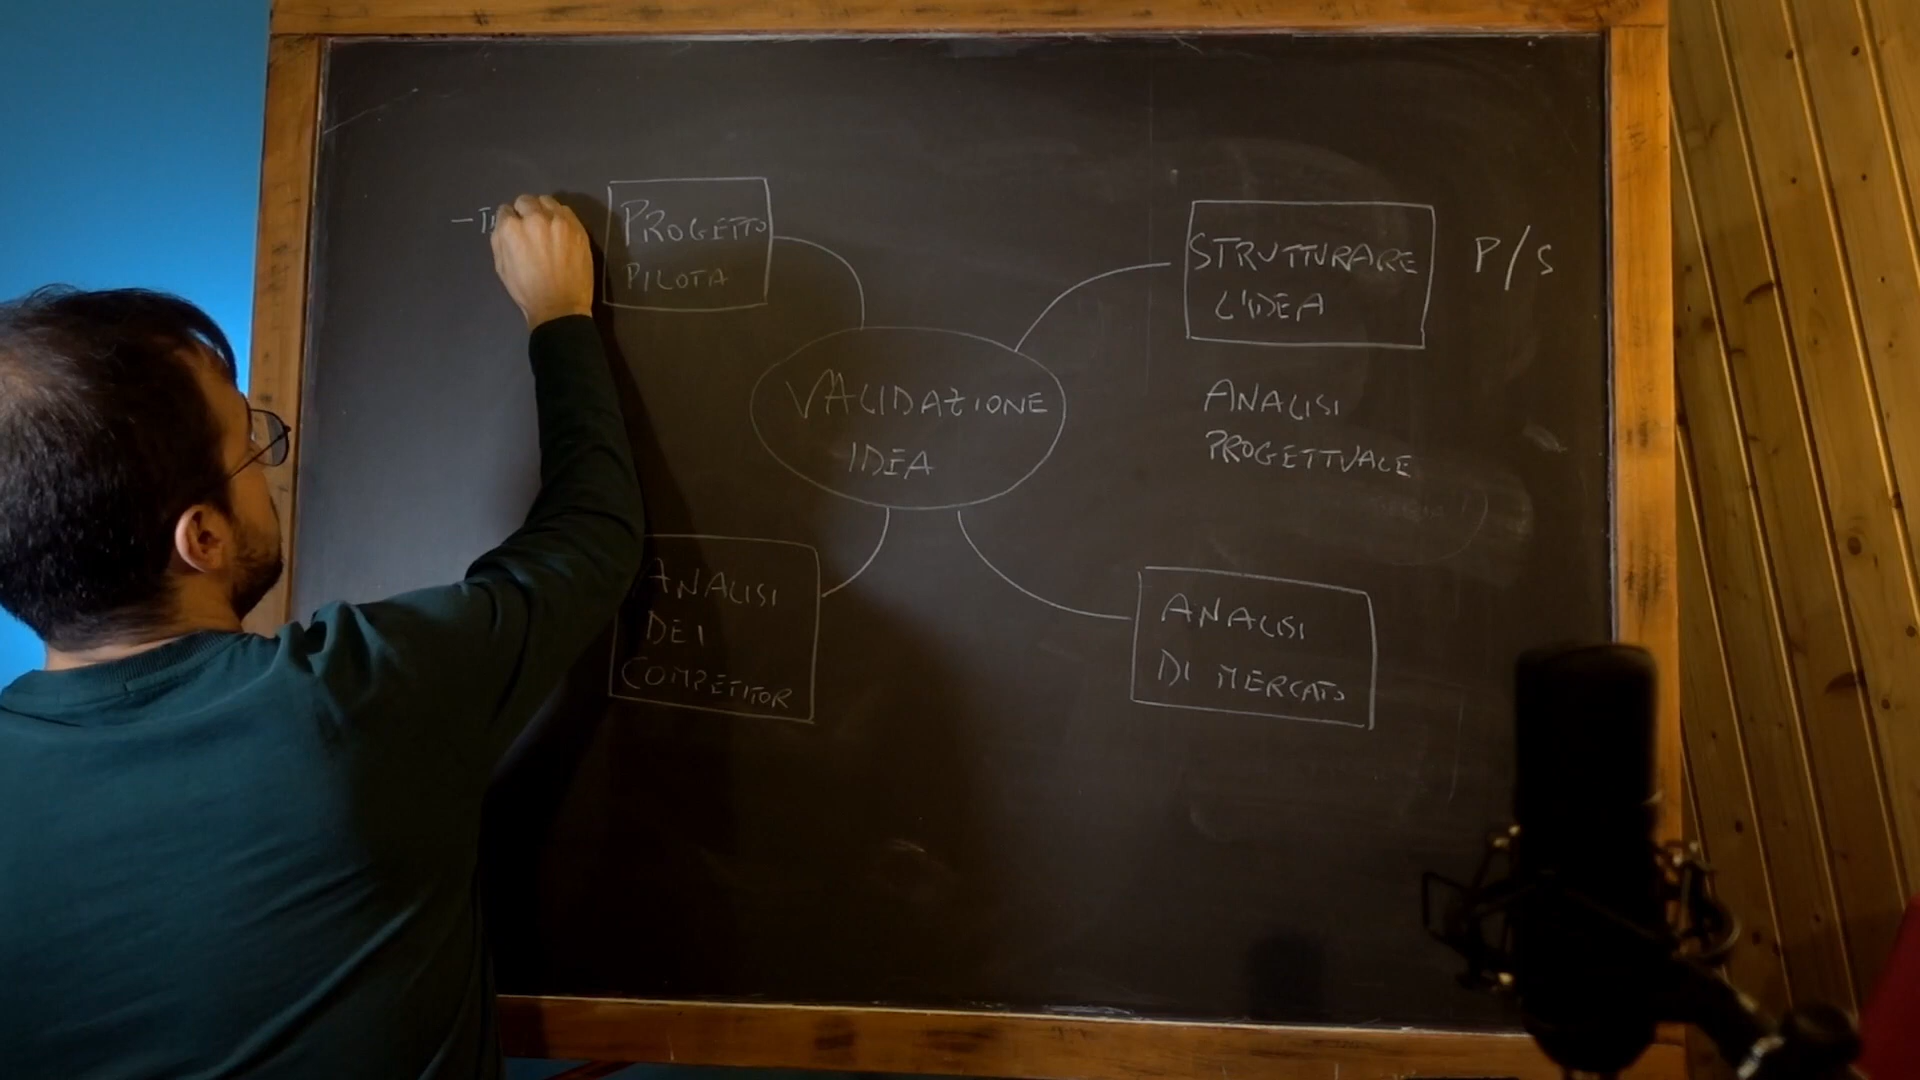 PROGETTO
PILOTA
STRUTTURARE
L'IDEA
P/S
VALIDAZIONE
IDEA
ANALISI
PROGETTUALE
ANALISI
DEI
COMPETITOR
ANALISI
DI MERCATO